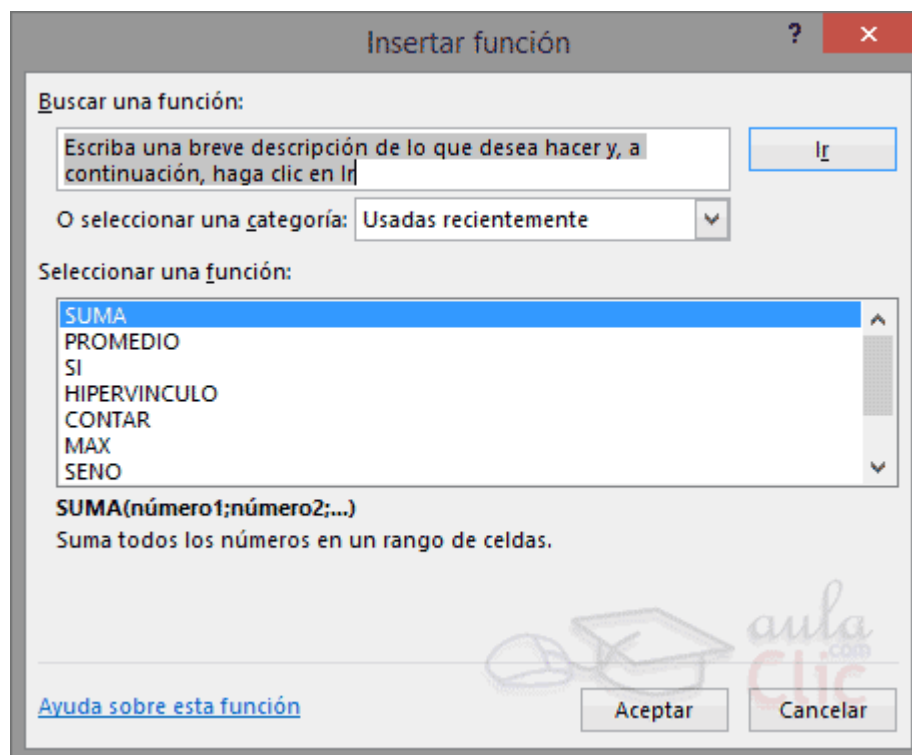 Insertar función
?
Buscar una función:
Escriba una breve descripción de lo que desea hacer y, a
continuación, haga clic en Ir
Ir
O seleccionar una categoría: Usadas recientemente
Seleccionar una función:
SUMA
PROMEDIO
SI
HIPERVINCULO
CONTAR
MAX
SENO
SUMA(número1;número2;...)
Suma todos los números en un rango de celdas.
aula
.com
Clic
Ayuda sobre esta función
Aceptar
Cancelar